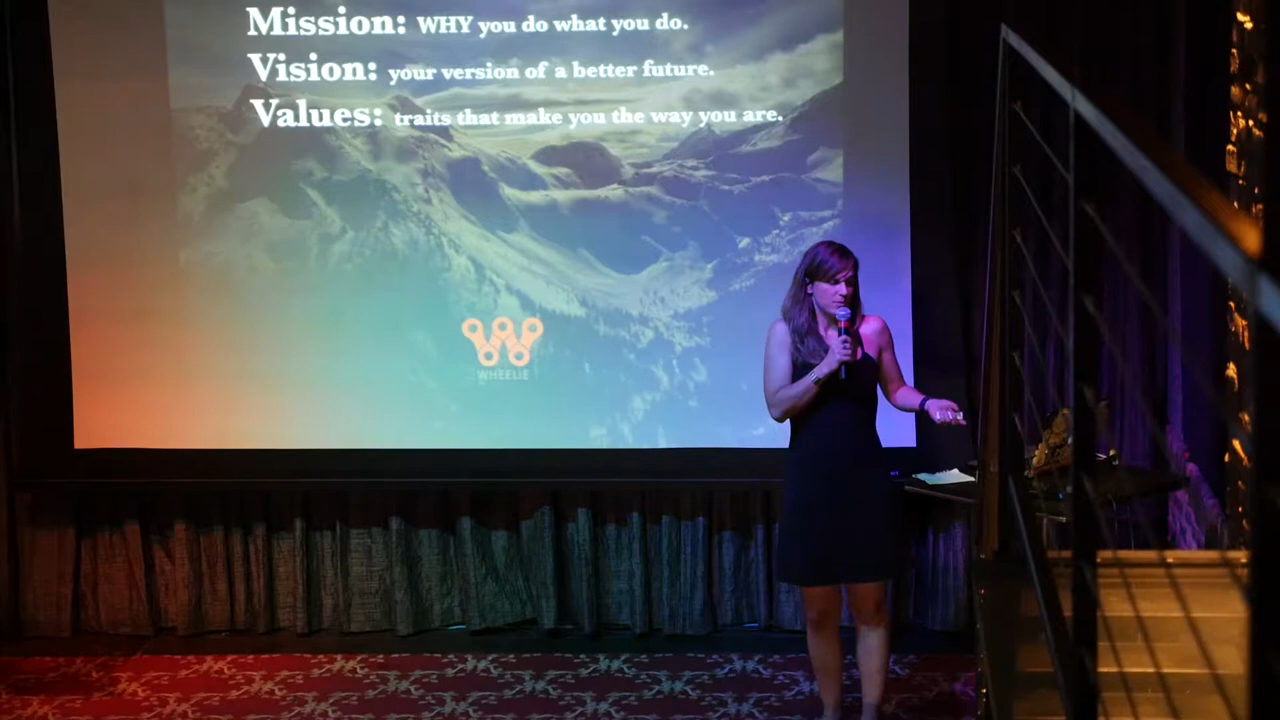 Mission: WHY you do what you do.
Vision: your version of a better future.
Values: traits that make you the way you are.
WHEELIE